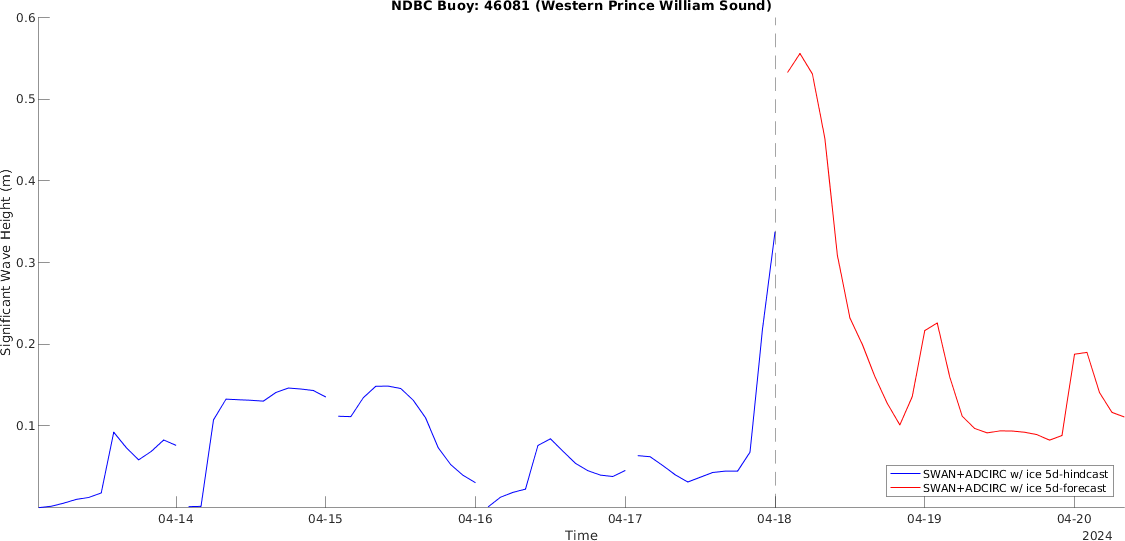 NDBC Buoy: 46081 (Western Prince William Sound)
0.6
0.5
0.4
0.3
0.2
0.1
Significant Wave Height (m)
SWAN+ADCIRC w/ ice 5d-hindcast
SWAN+ADCIRC w/ ice 5d-forecast
04-14 04-15 04-16 04-17 04-18 04-19 04-20
Time
2024